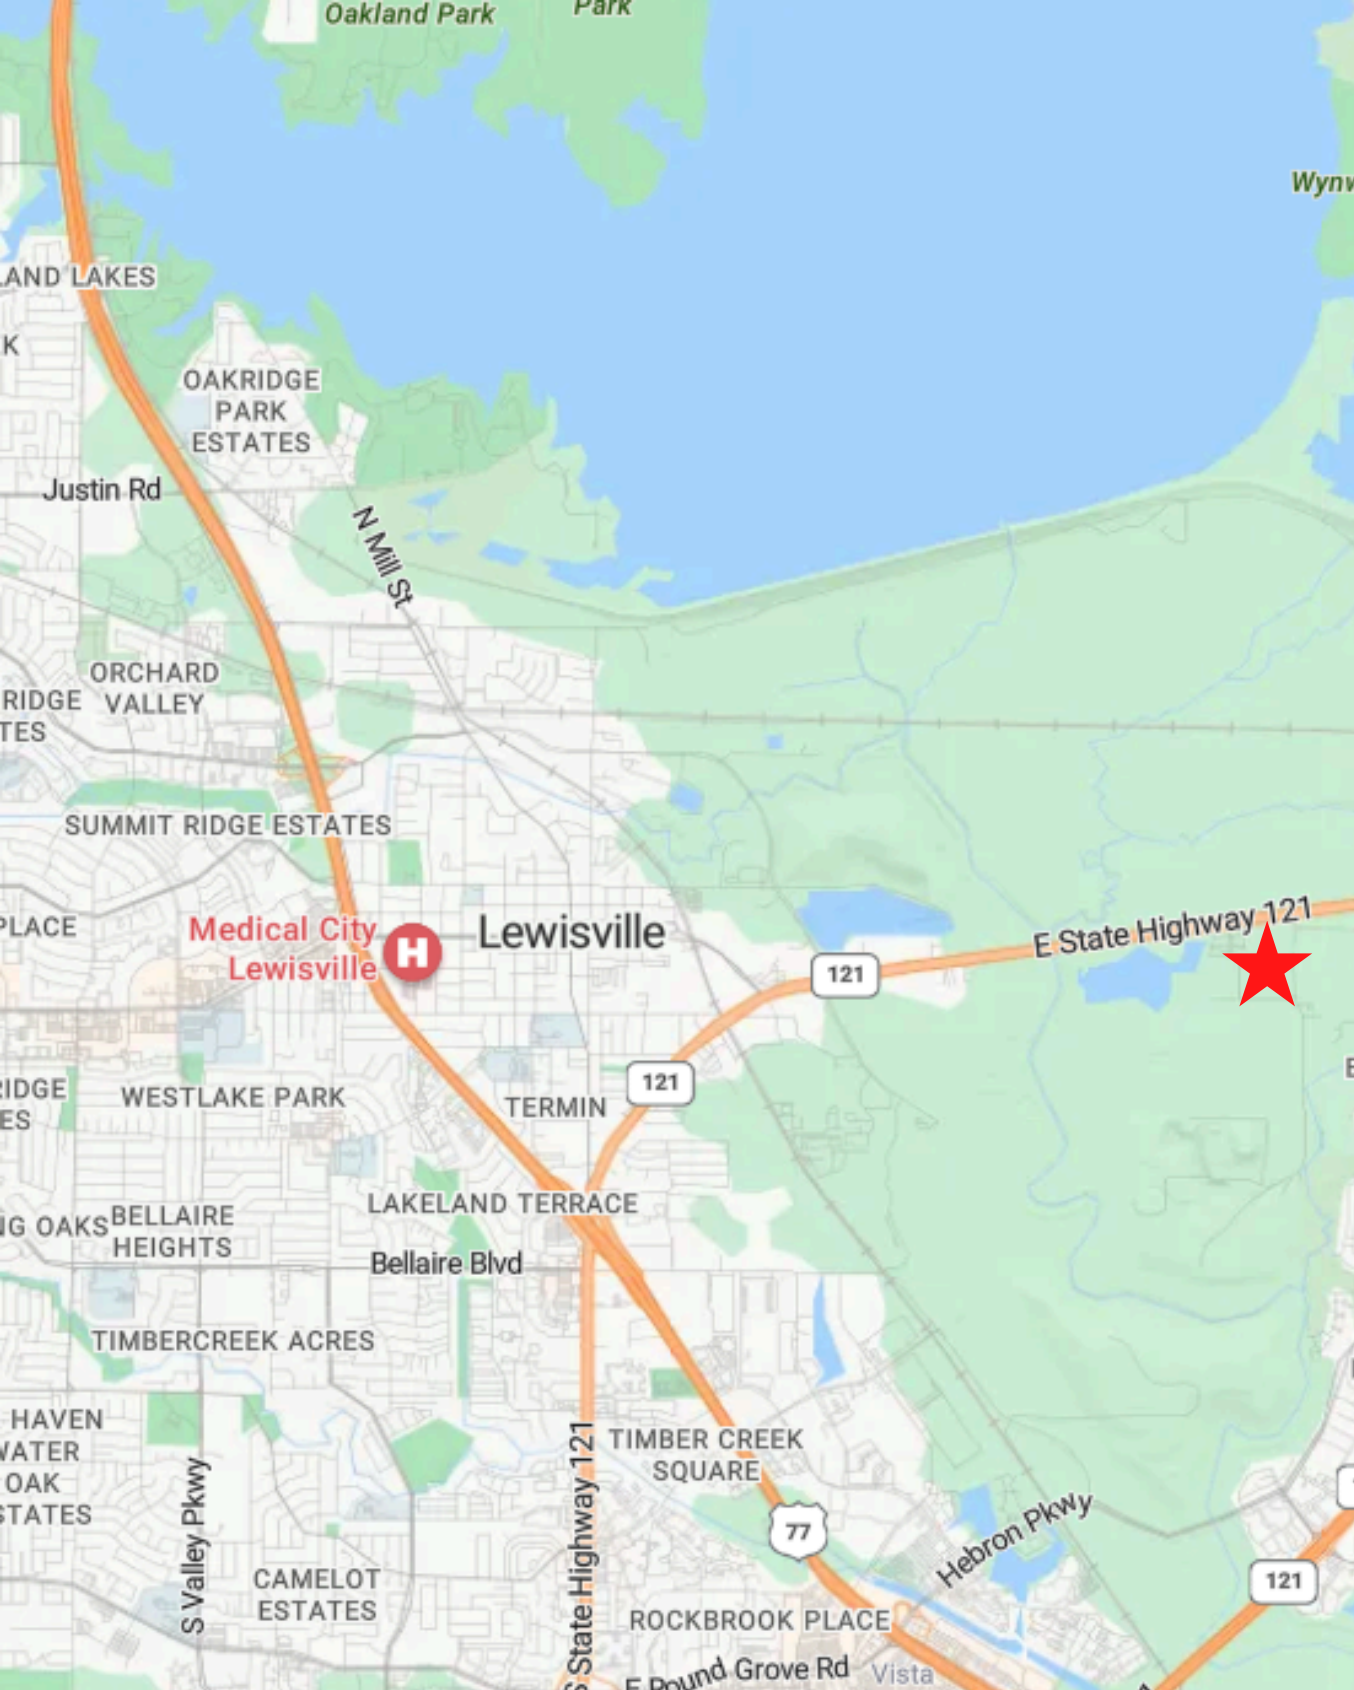 Oakland Park
Park
Wynw
LAND LAKES
K
OAKRIDGE
PARK
ESTATES
Justin Rd
N Mill St
ORCHARD
VALLEY
RIDGE
TES
SUMMIT RIDGE ESTATES
PLACE
Medical City
Lewisville
H
Lewisville
E State Highway 121
121
121
RIDGE
ES
WESTLAKE PARK
TERMIN
E
LAKELAND TERRACE
NG OAKS
BELLAIRE
HEIGHTS
Bellaire Blvd
TIMBERCREEK ACRES
HAVEN
WATER
OAK
STATES
S Valley Pkwy
S State Highway 121
TIMBER CREEK
SQUARE
77
Hebron Pkwy
121
CAMELOT
ESTATES
ROCKBROOK PLACE
E Round Grove Rd
Vista